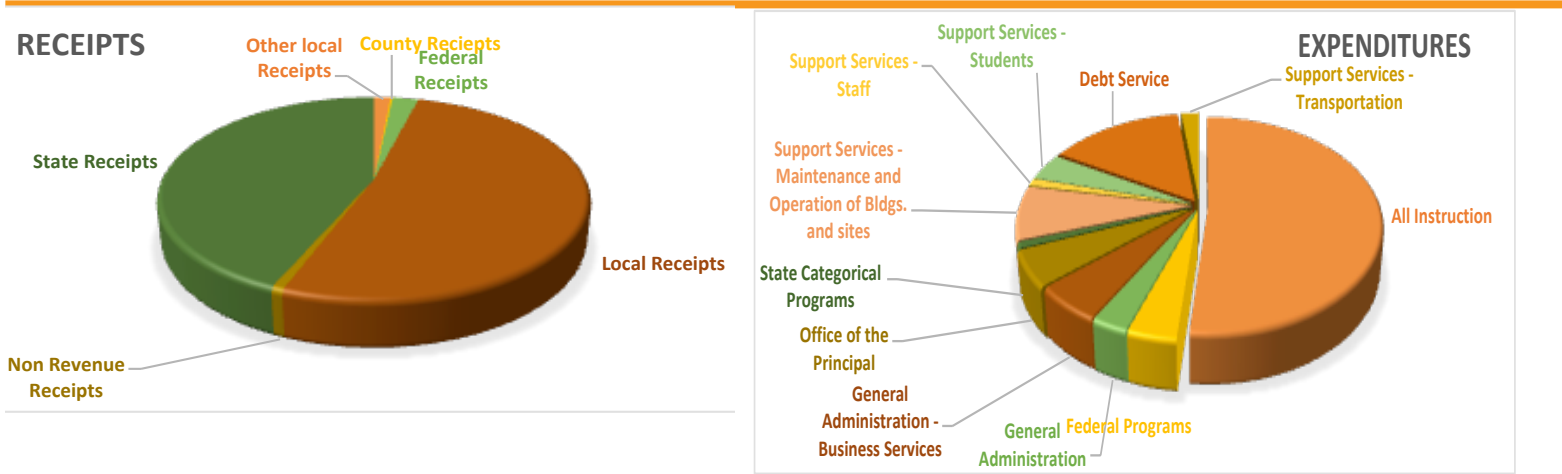 RECEIPTS
Other local
Receipts
County Reciepts
Federal
Receipts
State Receipts
Local Receipts
Non Revenue
Receipts
EXPENDITURES
Support Services -
Students
Support Services -
Staff
Debt Service
Support Services -
Transportation
Support Services -
Maintenance and
Operation of Bldgs.
and sites
All Instruction
State Categorical
Programs
Office of the
Principal
General
Administration -
Business Services
General
Administration
Federal Programs